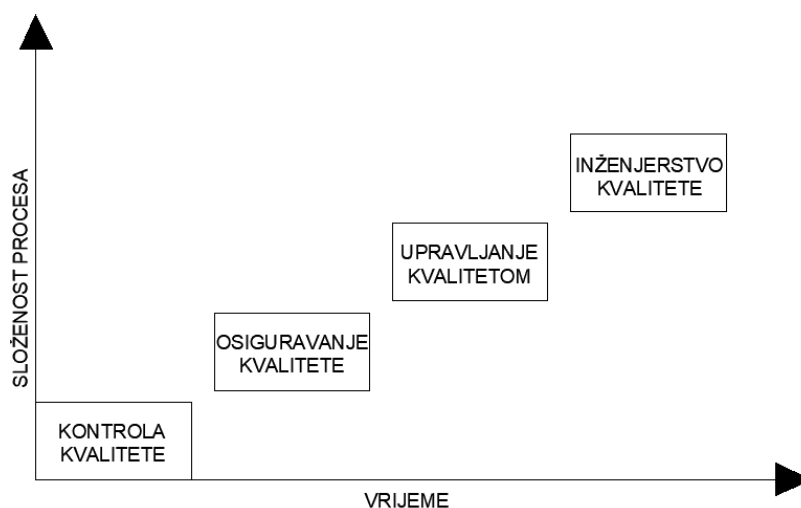 INŽENJERSTVO
KVALITETE
UPRAVLJANJE
KVALITETOM
OSIGURAVANJE
KVALITETE
KONTROLA
KVALITETE
SLOŽENOST PROCESA
VRIJEME